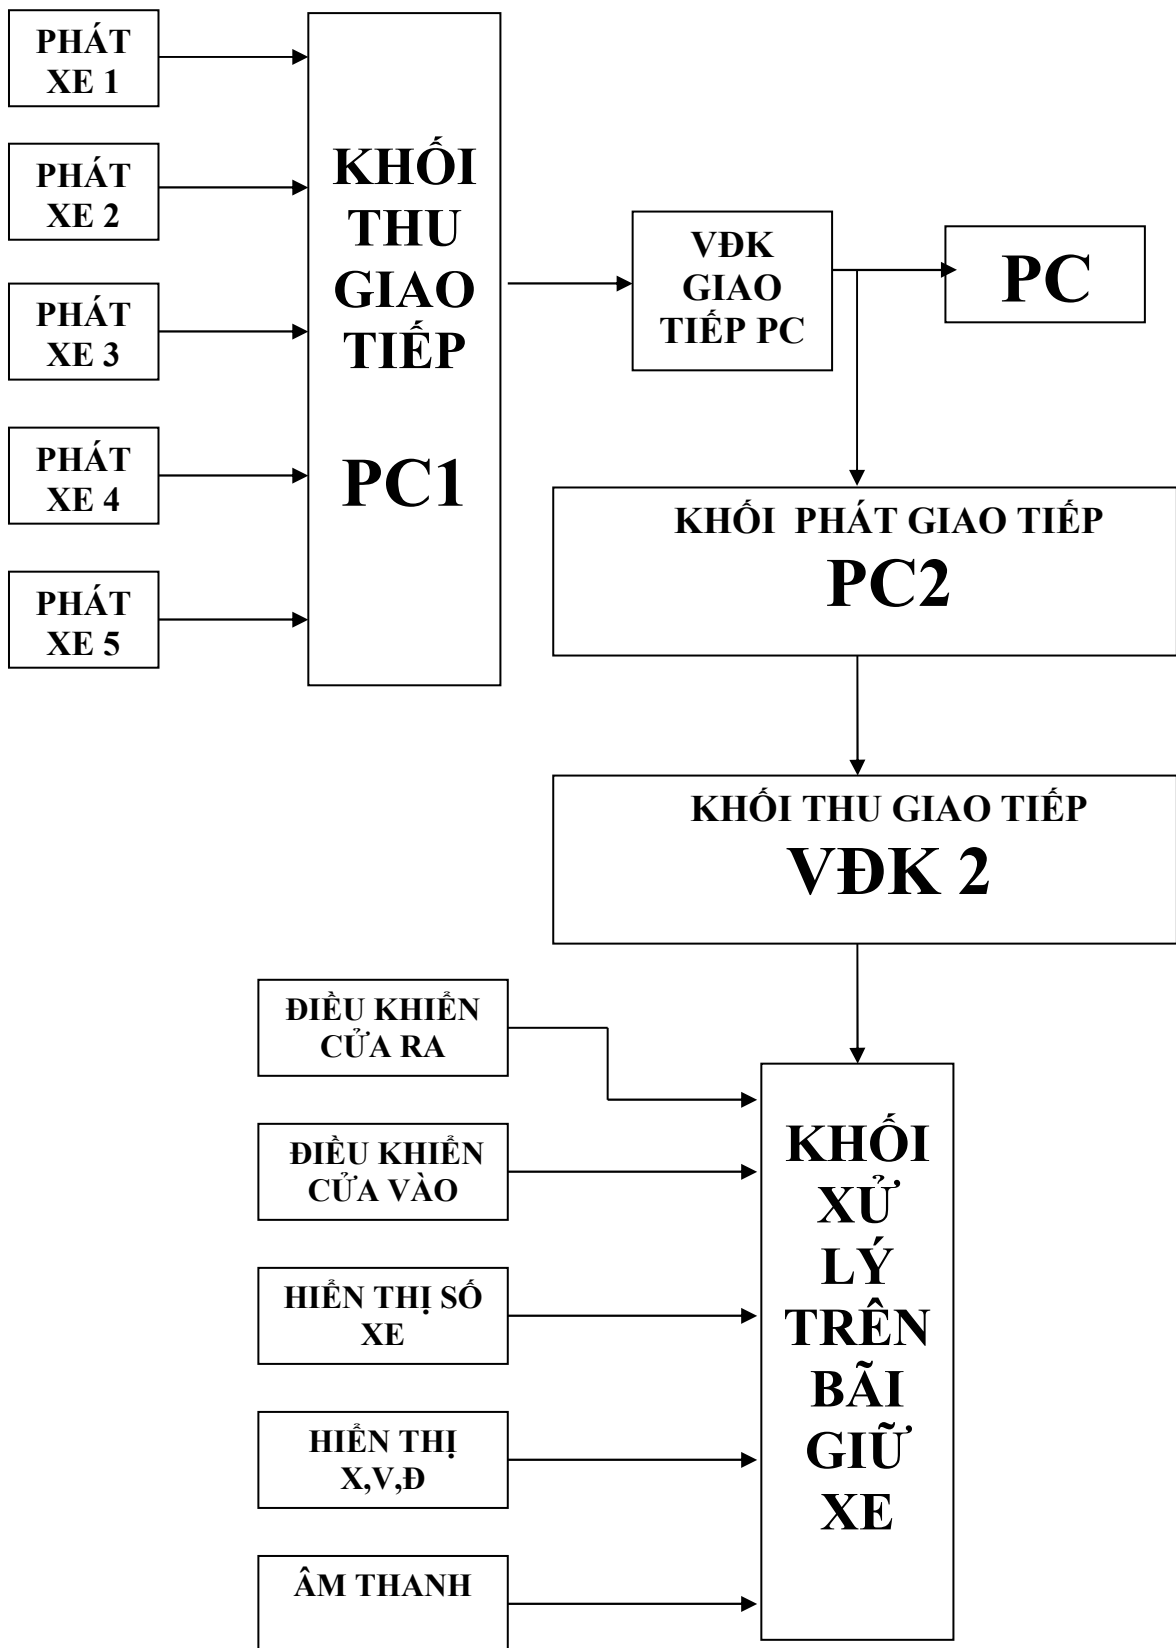 PHÁT
XE 1
PHÁT
XE 2
PHÁT
XE 3
PHÁT
XE 4
PHÁT
XE 5
KHỐI
THU
GIAO
TIẾP
PC1
VĐK
GIAO
TIẾP PC
PC
KHỐI PHÁT GIAO TIẾP
PC2
KHỐI THU GIAO TIẾP
VĐK 2
ĐIỀU KHIỂN
CỬA RA
ĐIỀU KHIỂN
CỬA VÀO
HIỂN THỊ SỐ
XE
HIỂN THỊ
X,V,Đ
ÂM THANH
KHỐI
XỬ
LÝ
TRÊN
BÃI
GIỮ
XE